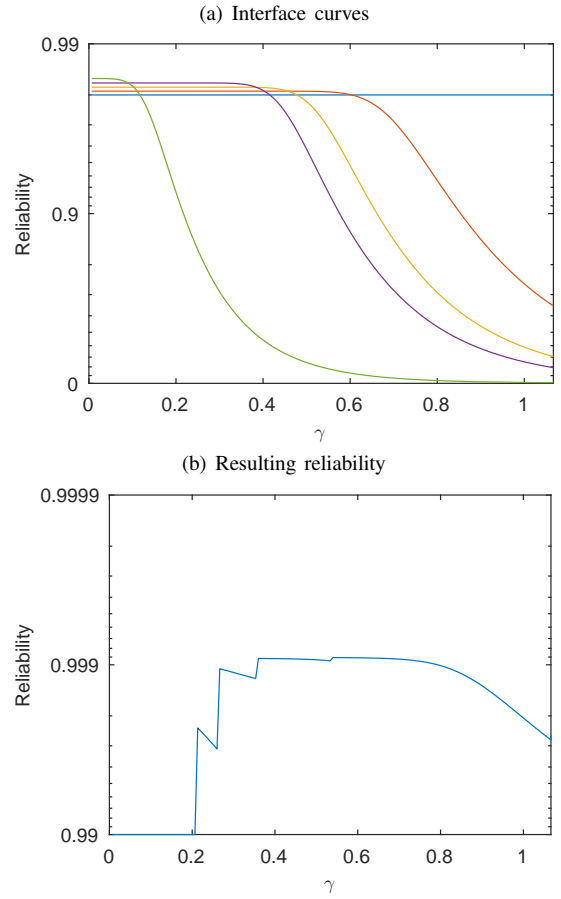 (a) Interface curves
0.99
0.9
0
Reliability
0 0.2 0.4 0.6 0.8 1
γ
(b) Resulting reliability
0.9999
0.999
0.99
Reliability
0 0.2 0.4 0.6 0.8 1
γ